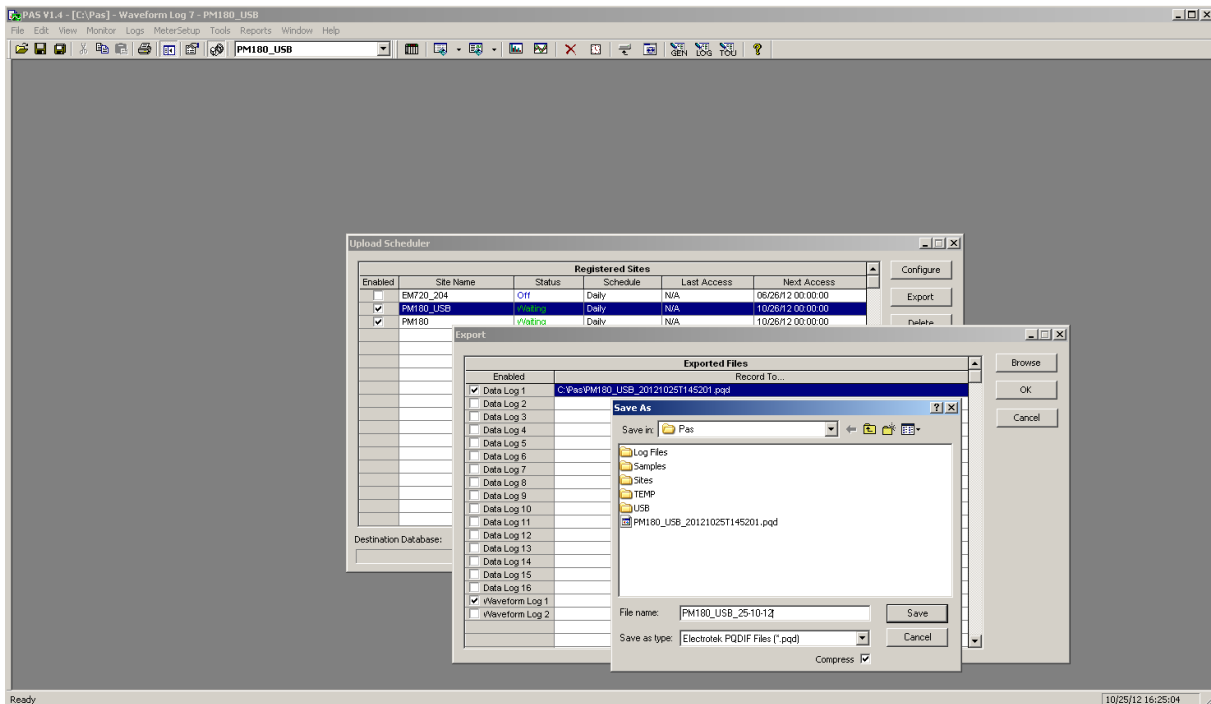 PAS V1.4 - [C:\Pas] - Waveform Log 7 - PM180_USB
File Edit View Monitor Logs MeterSetup Tools Reports Window Help
PM180_USB
GEN LOG TOU
Upload Scheduler
Registered Sites
Enabled Site Name Status Schedule Last Access Next Access
EM720_204 Off Daily N/A 06/26/12 00:00:00
PM180_USB Waiting Daily N/A 10/26/12 00:00:00
PM180 Waiting Daily N/A 10/26/12 00:00:00
Configure
Export
Delete
Destination Database:
Export
Exported Files
Enabled Record To...
Data Log 1 C:\Pas\PM180_USB_20121025T145201.pqd
Data Log 2
Data Log 3
Data Log 4
Data Log 5
Data Log 6
Data Log 7
Data Log 8
Data Log 9
Data Log 10
Data Log 11
Data Log 12
Data Log 13
Data Log 14
Data Log 15
Data Log 16
Waveform Log 1
Waveform Log 2
Browse
OK
Cancel
Save As
Save in: Pas
Log Files
Samples
Sites
TEMP
USB
PM180_USB_20121025T145201.pqd
File name: PM180_USB_25-10-12
Save
Save as type: Electrotek PQDIF Files (*.pqd)
Cancel
Compress
Ready
10/25/12 16:25:04